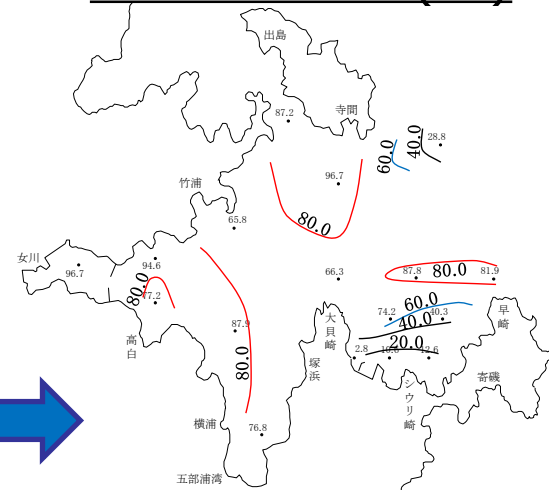 出島
87.2
寺間
28.8
60.0
40.0
96.7
竹浦
80.0
65.8
女川
96.7
94.6
66.3
87.8
80.0
81.9
80.0
77.2
60.0
74.2
40.3
早崎
大貝崎
40.0
87.9
20.0
2.8
12.6
高白
80.0
塚浜
寄磯
シウリ崎
横浦
76.8
五部浦湾